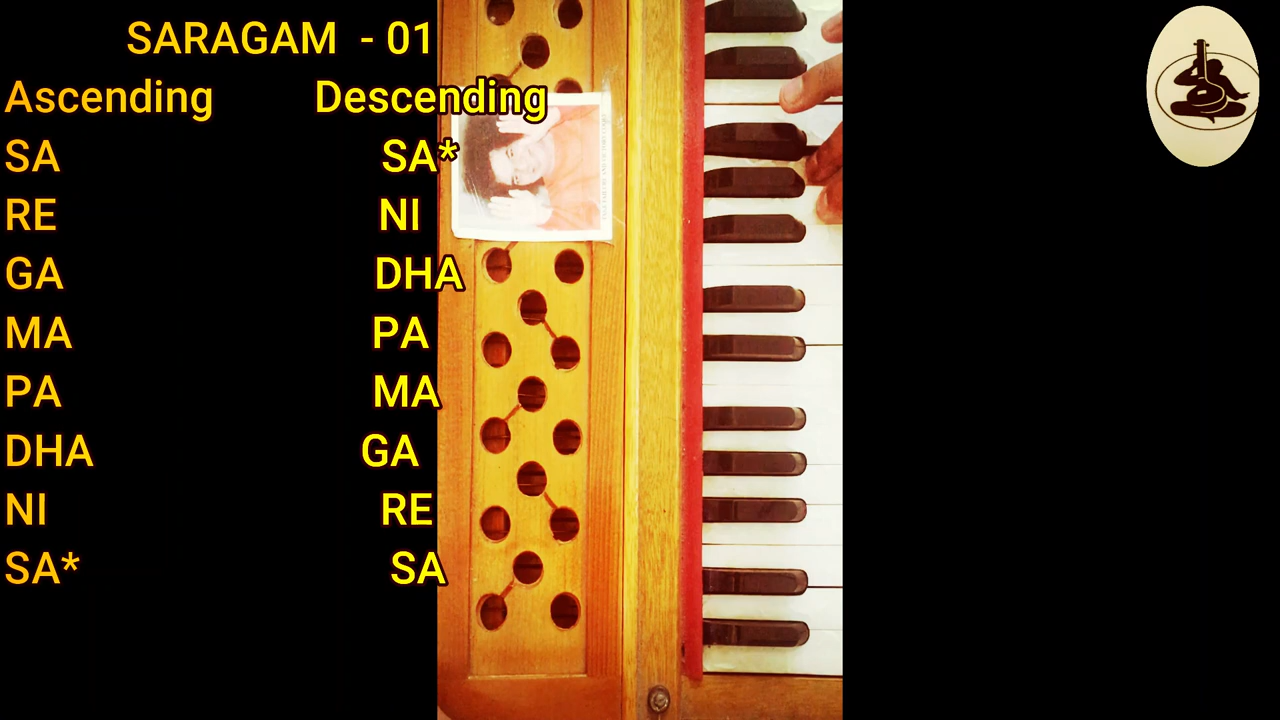 SARAGAM - 01
Ascending Descending
SA SA*
RE NI
GA DHA
MA PA
PA MA
DHA GA
NI RE
SA* SA